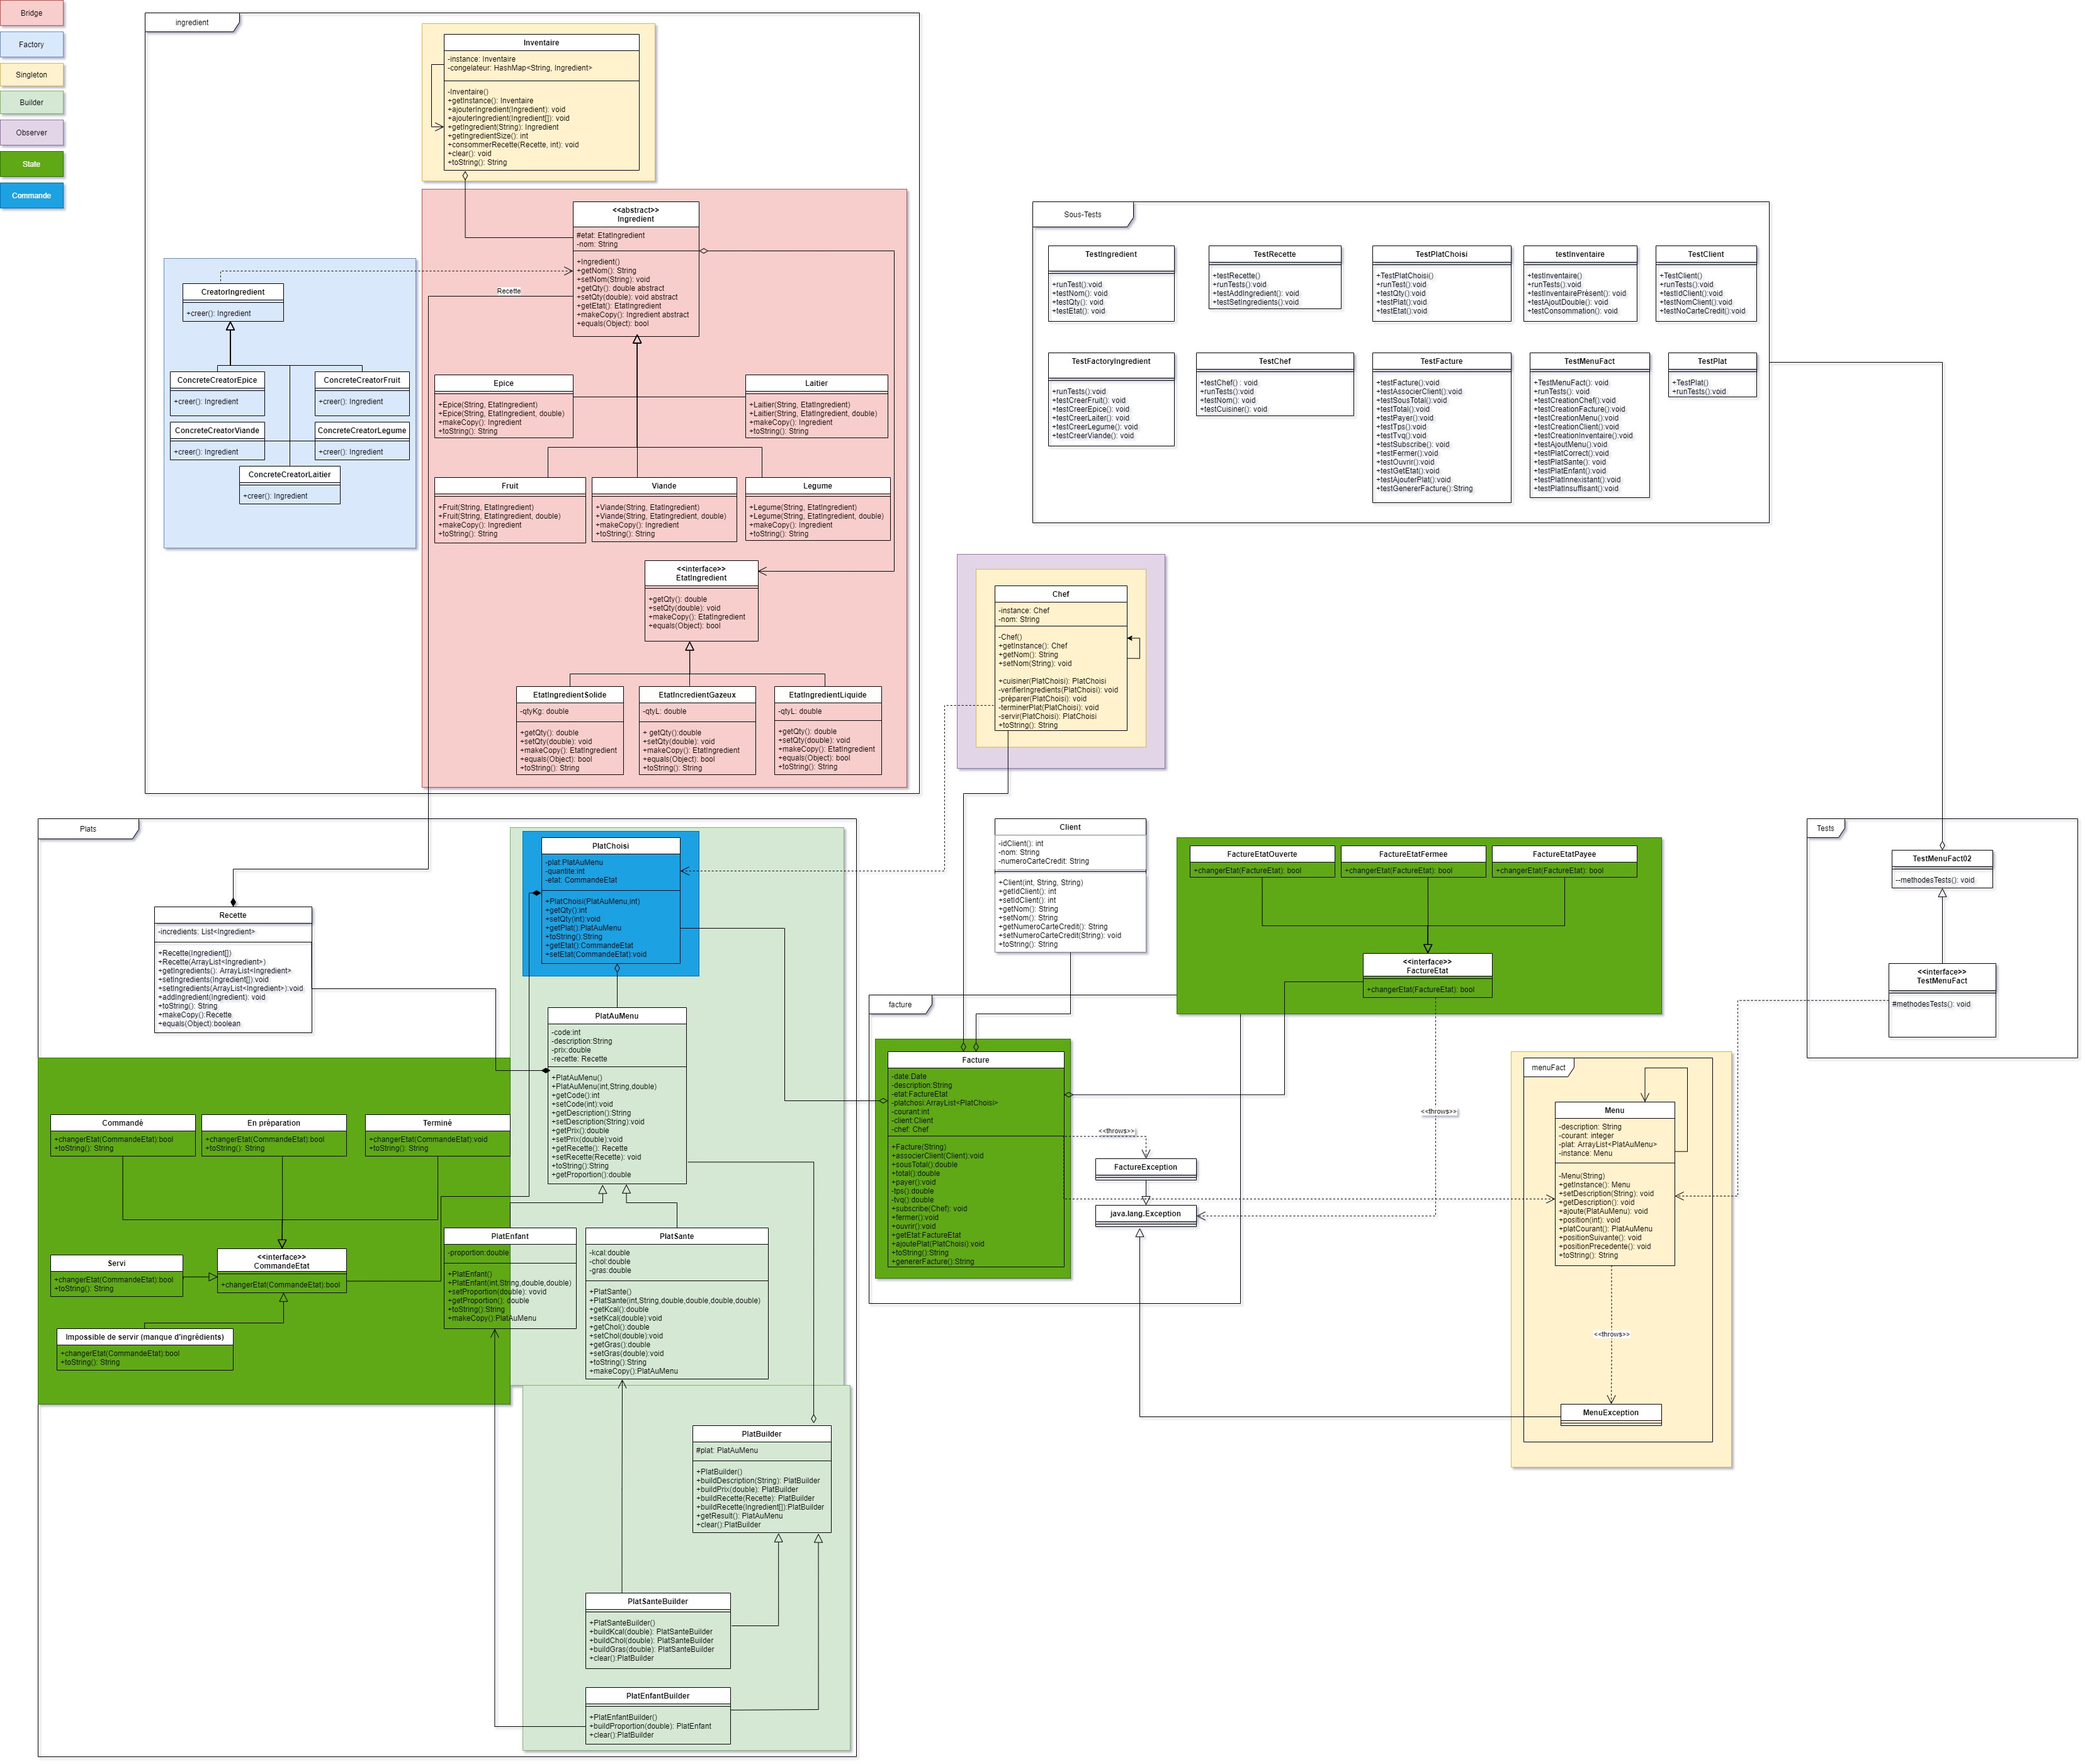 Bridge
Factory
Singleton
Builder
Observer
State
Commande
ingredient
Inventaire
-instance: Inventaire
-congelateur: HashMap<String, Ingredient>
-Inventaire()
+getInstance(): Inventaire
+ajouterIngredient(Ingredient): void
+ajouterIngredient(Ingredient[]): void
+getIngredient(String): Ingredient
+getIngredientSize(): int
+consommerRecette(Recette, int): void
+clear(): void
+toString(): String
<<abstract>>
Ingredient
#etat: EtatIngredient
-nom: String
+Ingredient()
+getNom(): String
+setNom(String): void
+getQty(): double abstract
+setQty(double): void abstract
+getEtat(): EtatIngredient
+makeCopy(): Ingredient abstract
+equals(Object): bool
Recette
CreatorIngredient
+creer(): Ingredient
ConcreteCreatorEpice
+creer(): Ingredient
ConcreteCreatorFruit
+creer(): Ingredient
ConcreteCreatorViande
+creer(): Ingredient
ConcreteCreatorLegume
+creer(): Ingredient
ConcreteCreatorLaitier
+creer(): Ingredient
Epice
+Epice(String, EtatIngredient)
+Epice(String, EtatIngredient, double)
+makeCopy(): Ingredient
+toString(): String
Laitier
+Laitier(String, EtatIngredient)
+Laitier(String, EtatIngredient, double)
+makeCopy(): Ingredient
+toString(): String
Fruit
+Fruit(String, EtatIngredient)
+Fruit(String, EtatIngredient, double)
+makeCopy(): Ingredient
+toString(): String
Viande
+Viande(String, EtatIngredient)
+Viande(String, EtatIngredient, double)
+makeCopy(): Ingredient
+toString(): String
Legume
+Legume(String, EtatIngredient)
+Legume(String, EtatIngredient, double)
+makeCopy(): Ingredient
+toString(): String
<<interface>>
EtatIngredient
+getQty(): double
+setQty(double): void
+makeCopy(): EtatIngredient
+equals(Object): bool
EtatIngredientSolide
-qtyKg: double
+getQty(): double
+setQty(double): void
+makeCopy(): EtatIngredient
+equals(Object): bool
+toString(): String
EtatIncredientGazeux
-qtyL: double
+ getQty():double
+setQty(double): void
+makeCopy(): EtatIngredient
+equals(Object): bool
+toString(): String
EtatIngredientLiquide
-qtyL: double
+getQty(): double
+setQty(double): void
+makeCopy(): EtatIngredient
+equals(Object): bool
+toString(): String
Sous-Tests
TestIngredient
+runTest():void
+testNom(): void
+testQty(): void
+testEtat(): void
TestRecette
+testRecette()
+runTests():void
+testAddIngredient(): void
+testSetIngredients(): void
TestPlatChoisi
+TestPlatChoisi()
+runTest():void
+testQty():void
+testPlat():void
+testEtat():void
testInventaire
+testInventaire()
+runTests(): void
+testInventairePrésent(): void
+testAjoutDouble(): void
+testConsommation(): void
TestClient
+TestClient()
+runTests():void
+testIdClient():void
+testNomClient():void
+testNoCarteCredit():void
TestFactoryIngredient
+runTests():void
+testCreerFruit(): void
+testCreerEpice(): void
+testCreerLaiter(): void
+testCreerLegume(): void
+testCreerViande(): void
TestChef
+testChef() : void
+runTests():void
+testNom(): void
+testCuisiner(): void
TestFacture
+testFacture():void
+testAssocierClient():void
+testSousTotal():void
+testTotal():void
+testPayer():void
+testTps():void
+testTvq():void
+testSubscribe(): void
+testFermer():void
+testOuvrir():void
+testGetEtat():void
+testAjouterPlat():void
+testGenererFacture():String
TestMenuFact
+TestMenuFact(): void
+runTests(): void
+testCreationChef():void
+testCreationFacture():void
+testCreationMenu():void
+testCreationClient():void
+testCreationInventaire():void
+testAjoutMenu():void
+testPlatCorrect():void
+testPlatSante(): void
+testPlatEnfant(): void
+testPlatInnexistant():void
+testPlatInsuffisant():void
TestPlat
+TestPlat()
+runTests():void
Chef
-instance: Chef
-nom: String
-Chef()
+getInstance(): Chef
+getNom(): String
+setNom(String): void
+cuisiner(PlatChoisi): PlatChoisi
-verifierIngredients(PlatChoisi): void
-préparer(PlatChoisi): void
-terminerPlat(PlatChoisi): void
-servir(PlatChoisi): PlatChoisi
+toString(): String
Plats
PlatChoisi
-plat:PlatAuMenu
-quantite:int
-etat: CommandeEtat
+PlatChoisi(PlatAuMenu,int)
+getQty():int
+setQty(int):void
+getPlat():PlatAuMenu
+toString():String
+getEtat():CommandeEtat
+setEtat(CommandeEtat):void
Recette
-incredients: List<Ingredient>
+Recette(Ingredient[])
+Recette(ArrayList<Ingredient>)
+getIngredients(): ArrayList<Ingredient>
+setIngredients(Ingredient[]):void
+setIngredients(ArrayList<Ingredient>):void
+addIngredient(Ingredient): void
+toString(): String
+makeCopy():Recette
+equals(Object):boolean
PlatAuMenu
-code:int
-description:String
-prix:double
-recette: Recette
+PlatAuMenu()
+PlatAuMenu(int,String,double)
+getCode():int
+setCode(int):void
+getDescription():String
+setDescription(String):void
+getPrix():double
+setPrix(double):void
+getRecette(): Recette
+setRecette(Recette): void
+toString():String
+getProportion():double
Commandé
+changerEtat(CommandeEtat):bool
+toString(): String
En préparation
+changerEtat(CommandeEtat):bool
+toString(): String
Terminé
+changerEtat(CommandeEtat):void
+toString(): String
Servi
+changerEtat(CommandeEtat):bool
+toString(): String
<<interface>>
CommandeEtat
+changerEtat(CommandeEtat):bool
Impossible de servir (manque d'ingrédients)
+changerEtat(CommandeEtat):bool
+toString(): String
PlatEnfant
-proportion:double
+PlatEnfant()
+PlatEnfant(int,String,double,double)
+setProportion(double): vovid
+getProportion(): double
+toString():String
+makeCopy():PlatAuMenu
PlatSante
-kcal:double
-chol:double
-gras:double
+PlatSante()
+PlatSante(int,String,double,double,double,double)
+getKcal():double
+setKcal(double):void
+getChol():double
+setChol(double):void
+getGras():double
+setGras(double):void
+toString():String
+makeCopy():PlatAuMenu
PlatBuilder
#plat: PlatAuMenu
+PlatBuilder()
+buildDescription(String): PlatBuilder
+buildPrix(double): PlatBuilder
+buildRecette(Recette): PlatBuilder
+buildRecette(Ingredient[]):PlatBuilder
+getResult(): PlatAuMenu
+clear():PlatBuilder
PlatSanteBuilder
+PlatSanteBuilder()
+buildKcal(double): PlatSanteBuilder
+buildChol(double): PlatSanteBuilder
+buildGras(double): PlatSanteBuilder
+clear():PlatBuilder
PlatEnfantBuilder
+PlatEnfantBuilder()
+buildProportion(double): PlatEnfant
+clear():PlatBuilder
Client
-idClient(): int
-nom: String
-numeroCarteCredit: String
+Client(int, String, String)
+getIdClient(): int
+setIdClient(): int
+getNom(): String
+setNom(): String
+getNumeroCarteCredit(): String
+setNumeroCarteCredit(String): void
+toString(): String
FactureEtatOuverte
+changerEtat(FactureEtat): bool
FactureEtatFermee
+changerEtat(FactureEtat): bool
FactureEtatPayee
+changerEtat(FactureEtat): bool
<<interface>>
FactureEtat
+changerEtat(FactureEtat): bool
facture
Facture
-date:Date
-description:String
-etat:FactureEtat
-platchosi:ArrayList<PlatChoisi>
-courant:int
-client:Client
-chef: Chef
+Facture(String)
+associerClient(Client):void
+sousTotal():double
+total():double
+payer():void
-tps():double
-tvq():double
+subscribe(Chef): void
+fermer():void
+ouvrir():void
+getEtat:FactureEtat
+ajoutePlat(PlatChoisi):void
+toString():String
+genererFacture():String
<<throws>>
FactureException
java.lang.Exception
<<throws>>
menuFact
Menu
-description: String
-courant: integer
-plat: ArrayList<PlatAuMenu>
-instance: Menu
-Menu(String)
+getInstance(): Menu
+setDescription(String): void
+getDescription(): void
+ajoute(PlatAuMenu): void
+position(int): void
+platCourant(): PlatAuMenu
+positionSuivante(): void
+positionPrecedente(): void
+toString(): String
<<throws>>
MenuException
Tests
TestMenuFact02
--methodesTests(): void
<<interface>>
TestMenuFact
#methodesTests(): void